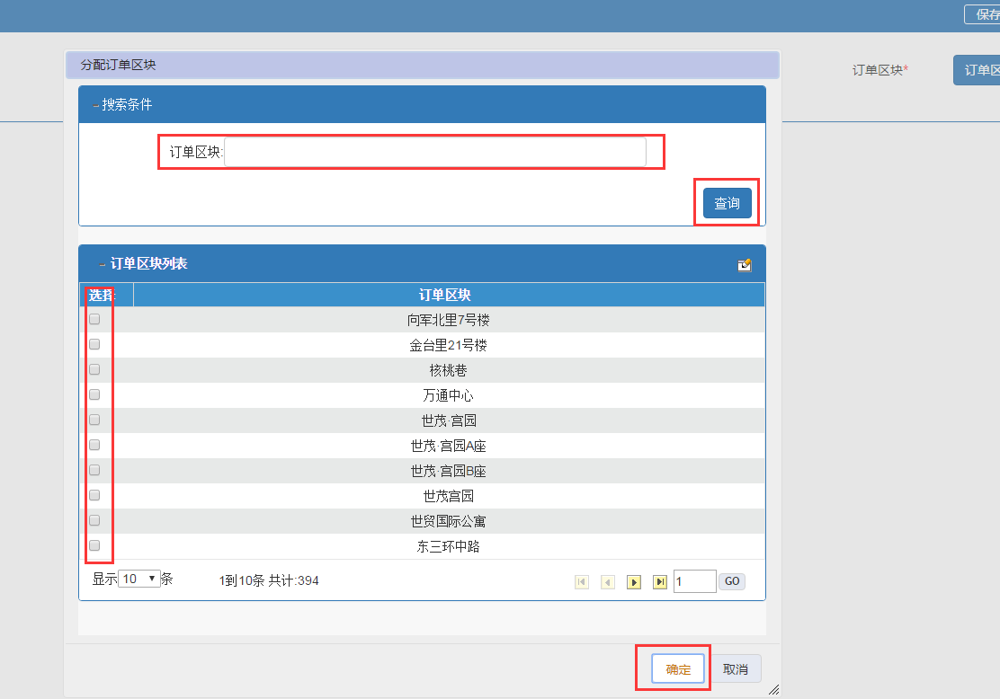 保存
分配订单区块
订单区块*
订单区
搜索条件
订单区块:
查询
订单区块列表
选择 订单区块
向军北里7号楼
金台里21号楼
核桃巷
万通中心
世茂·宫园
世茂·宫园A座
世茂·宫园B座
世茂宫园
世贸国际公寓
东三环中路
显示 10 条 1到10条 共计:394 1 GO
确定 取消